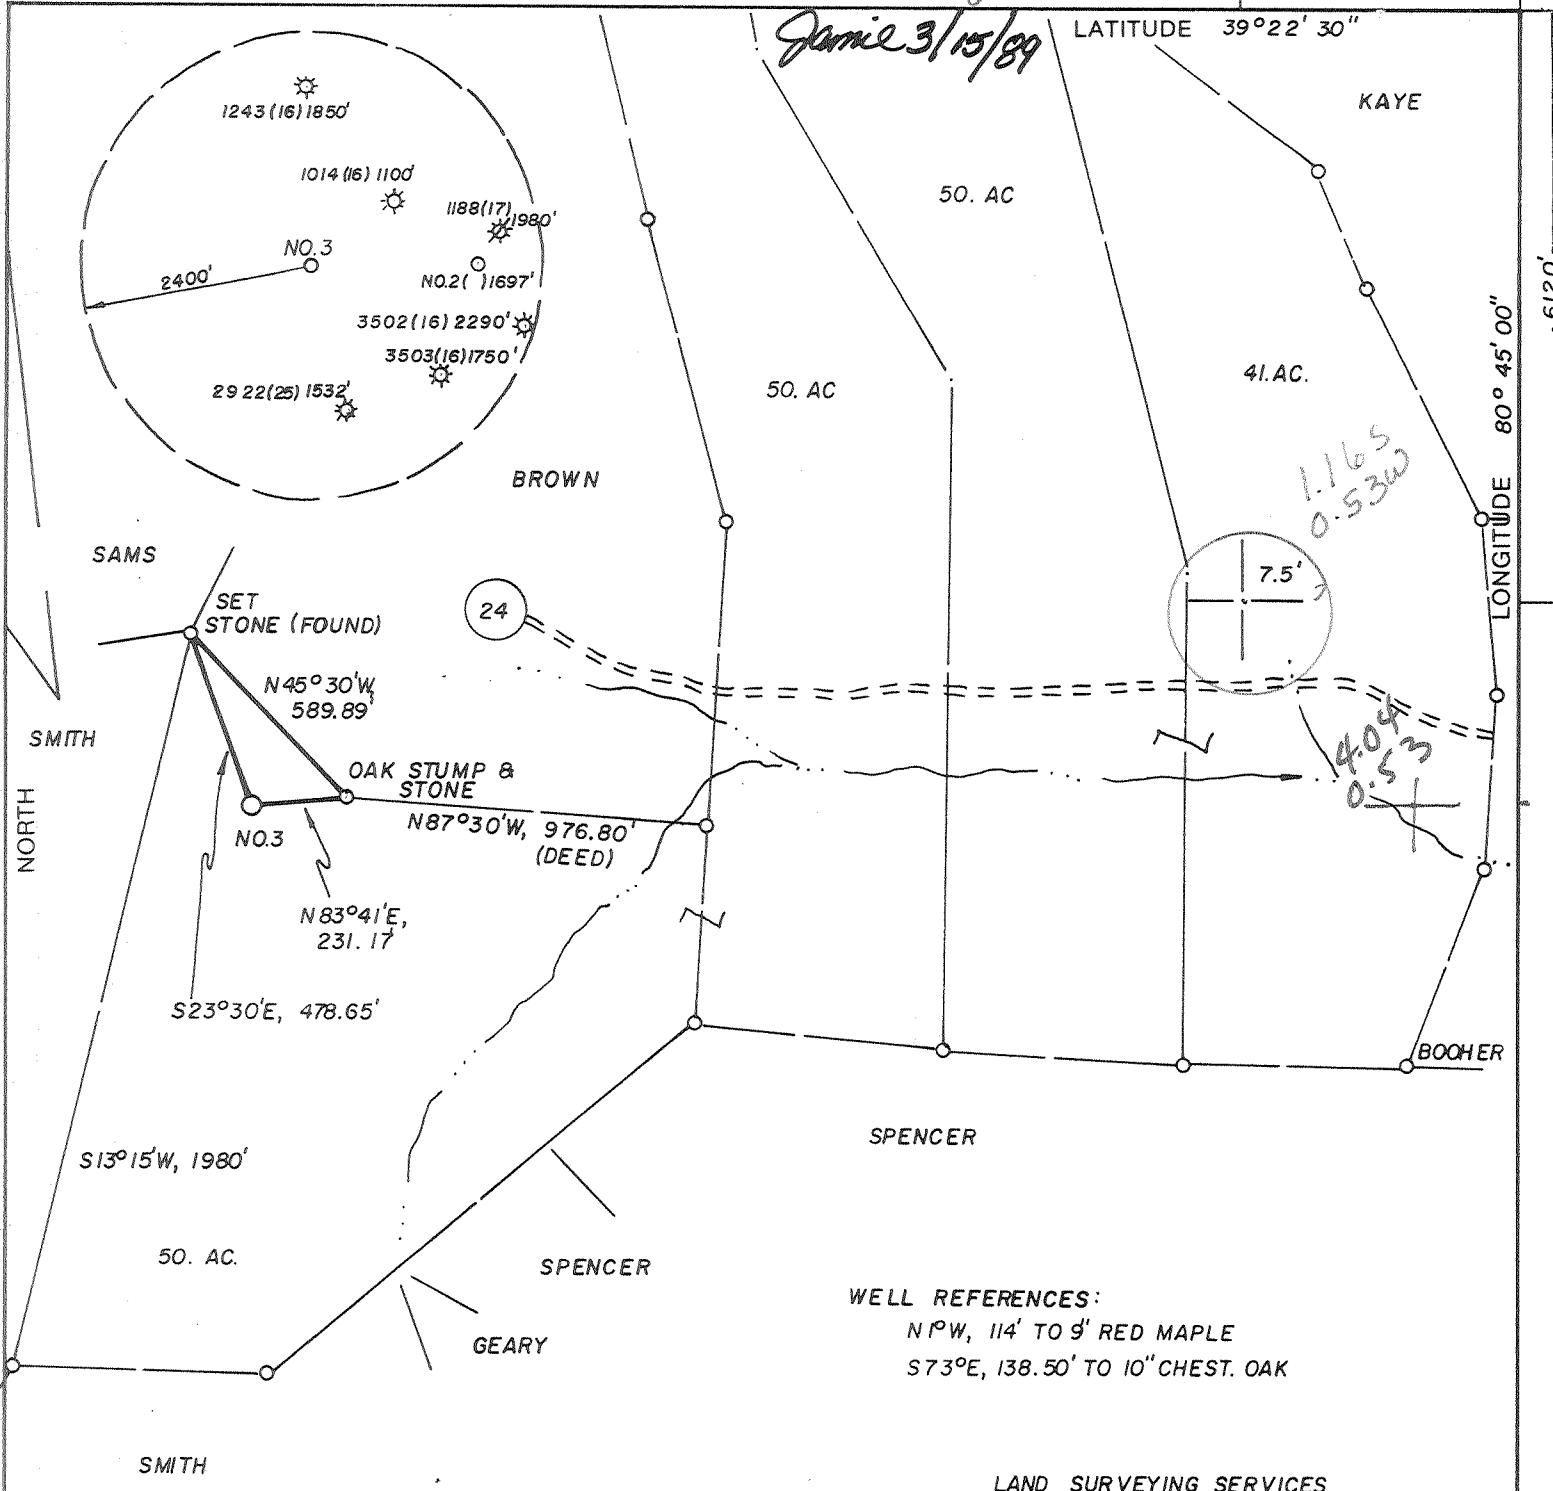 Jamie 3/15/89
LATITUDE 39°22' 30"
KAYE
1243(16)1850'
1014(16) 1100'
1188(17)
1980'
NO.3
2400'
NO.2( )1697'
3502(16) 2290'
3503(16)1750'
2922(25) 1532'
50. AC
50. AC
41. AC.
6120'
LONGITUDE 80° 45' 00"
1.16 S
0.53W
BROWN
SAMS
SET
STONE (FOUND)
24
7.5'
N45°30'W,
589.89'
SMITH
4.04
0.53
OAK STUMP &
STONE
NORTH
NO.3
N87°30'W, 976.80'
(DEED)
N83°41'E,
231.17'
S23°30'E, 478.65'
BOOHER
SPENCER
S13°15'W, 1980'
50. AC.
SPENCER
GEARY
WELL REFERENCES:
N1°W, 114' TO 9" RED MAPLE
S73°E, 138.50' TO 10" CHEST. OAK
SMITH
LAND SURVEYING SERVICES